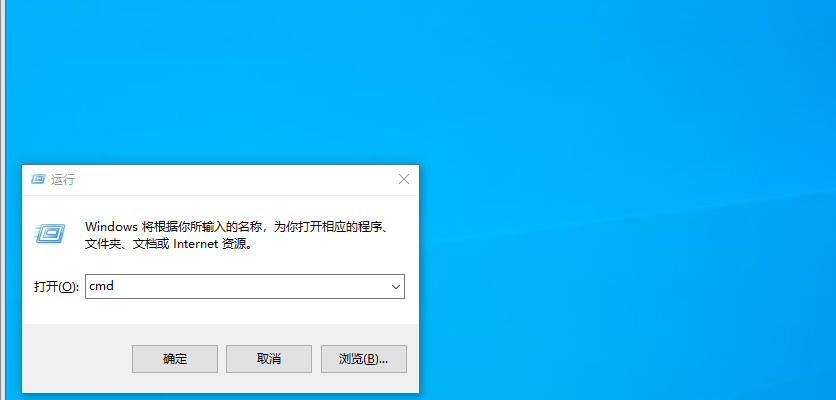 运行
Windows 将根据你所输入的名称，为你打开相应的程序、
文件夹、文档或 Internet 资源。
打开(O): cmd
确定 取消 浏览(B)...